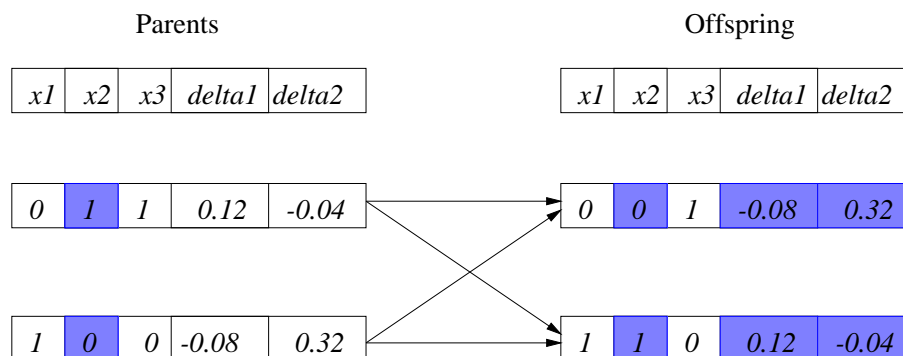 Parents Offspring
x1 x2 x3 delta1 delta2 x1 x2 x3 delta1 delta2
0 1 1 0.12 -0.04 0 0 1 -0.08 0.32
1 0 0 -0.08 0.32 1 1 0 0.12 -0.04